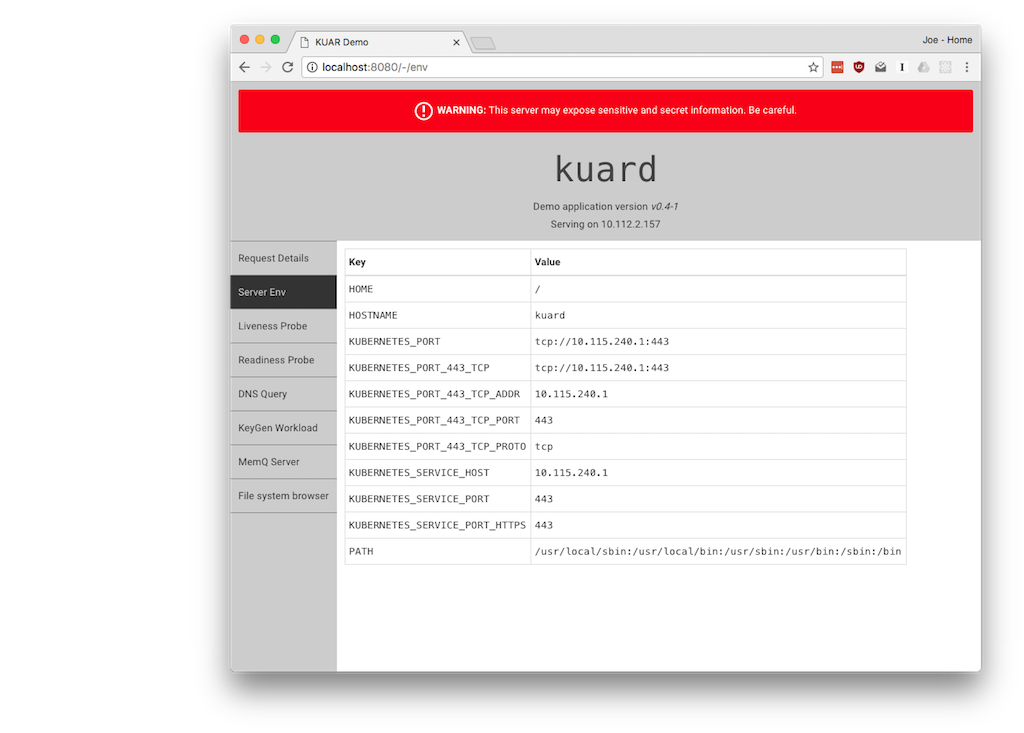 KUAR Demo
Joe - Home
localhost:8080/-/env
WARNING: This server may expose sensitive and secret information. Be careful.
kuard
Demo application version v0.4-1
Serving on 10.112.2.157
Request Details
Server Env
Liveness Probe
Readiness Probe
DNS Query
KeyGen Workload
MemQ Server
File system browser
Key Value
HOME /
HOSTNAME kuard
KUBERNETES_PORT tcp://10.115.240.1:443
KUBERNETES_PORT_443_TCP tcp://10.115.240.1:443
KUBERNETES_PORT_443_TCP_ADDR 10.115.240.1
KUBERNETES_PORT_443_TCP_PORT 443
KUBERNETES_PORT_443_TCP_PROTO tcp
KUBERNETES_SERVICE_HOST 10.115.240.1
KUBERNETES_SERVICE_PORT 443
KUBERNETES_SERVICE_PORT_HTTPS 443
PATH /usr/local/sbin:/usr/local/bin:/usr/sbin:/usr/bin:/sbin:/bin